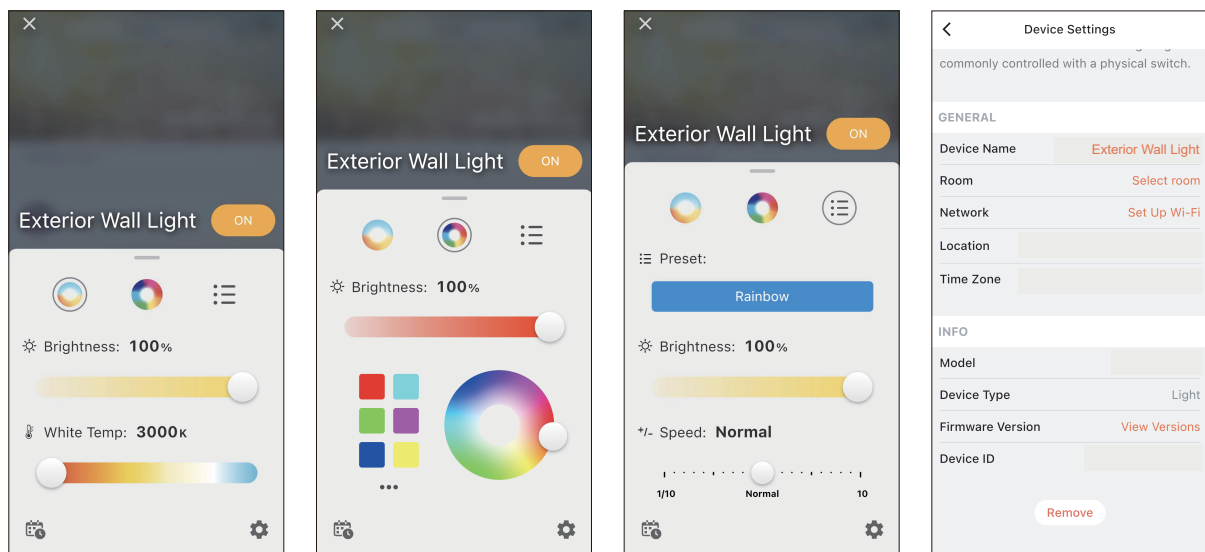 Exterior Wall Light ON
Brightness: 100%
White Temp: 3000K
Exterior Wall Light ON
Brightness: 100%
Exterior Wall Light ON
Preset:
Rainbow
Brightness: 100%
+/- Speed: Normal
1/10 Normal 10
Device Settings
commonly controlled with a physical switch.
GENERAL
Device Name Exterior Wall Light
Room Select room
Network Set Up Wi-Fi
Location
Time Zone
INFO
Model
Device Type Light
Firmware Version View Versions
Device ID
Remove